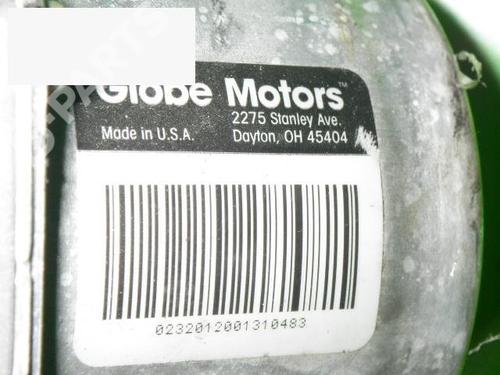 Globe Motors™
2275 Stanley Ave.
Made in U.S.A. Dayton, OH 45404
0232012001310483